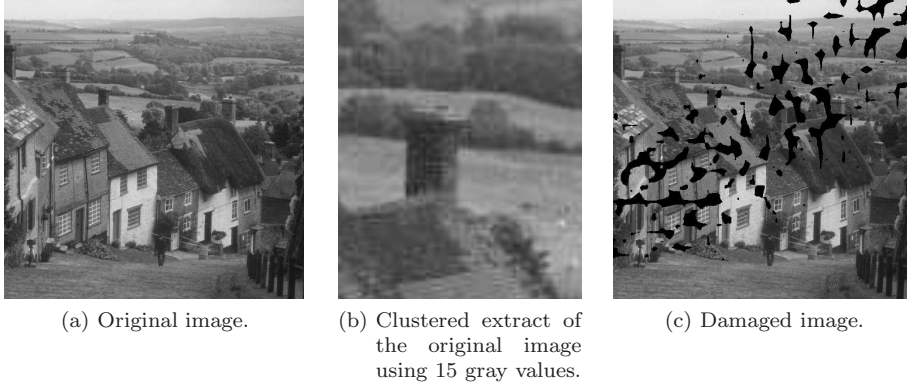 (a) Original image.
(b) Clustered extract of
the original image
using 15 gray values.
(c) Damaged image.